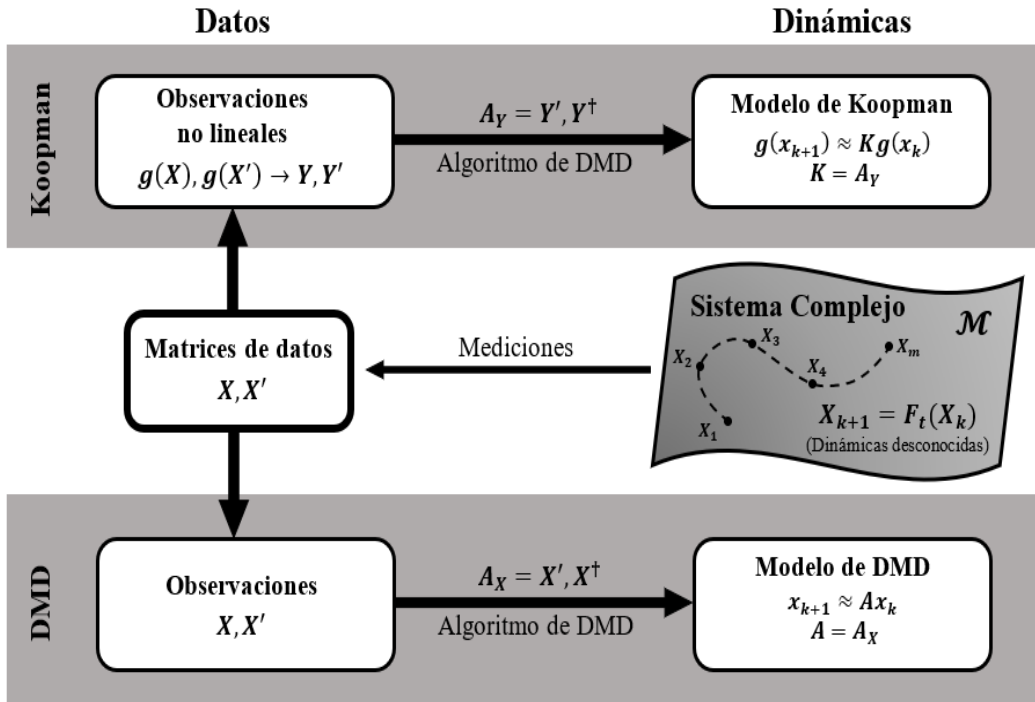 Datos
Dinámicas
Koopman
Observaciones
no lineales
g(X), g(X′) → Y, Y′
A_Y = Y′, Y†
Algoritmo de DMD
Modelo de Koopman
g(x_{k+1}) ≈ Kg(x_k)
K = A_Y
Matrices de datos
X, X′
Mediciones
Sistema Complejo
ℳ
X_1
X_2
X_3
X_4
X_m
X_{k+1} = F_t(X_k)
(Dinámicas desconocidas)
DMD
Observaciones
X, X′
A_X = X′, X†
Algoritmo de DMD
Modelo de DMD
x_{k+1} ≈ Ax_k
A = A_X